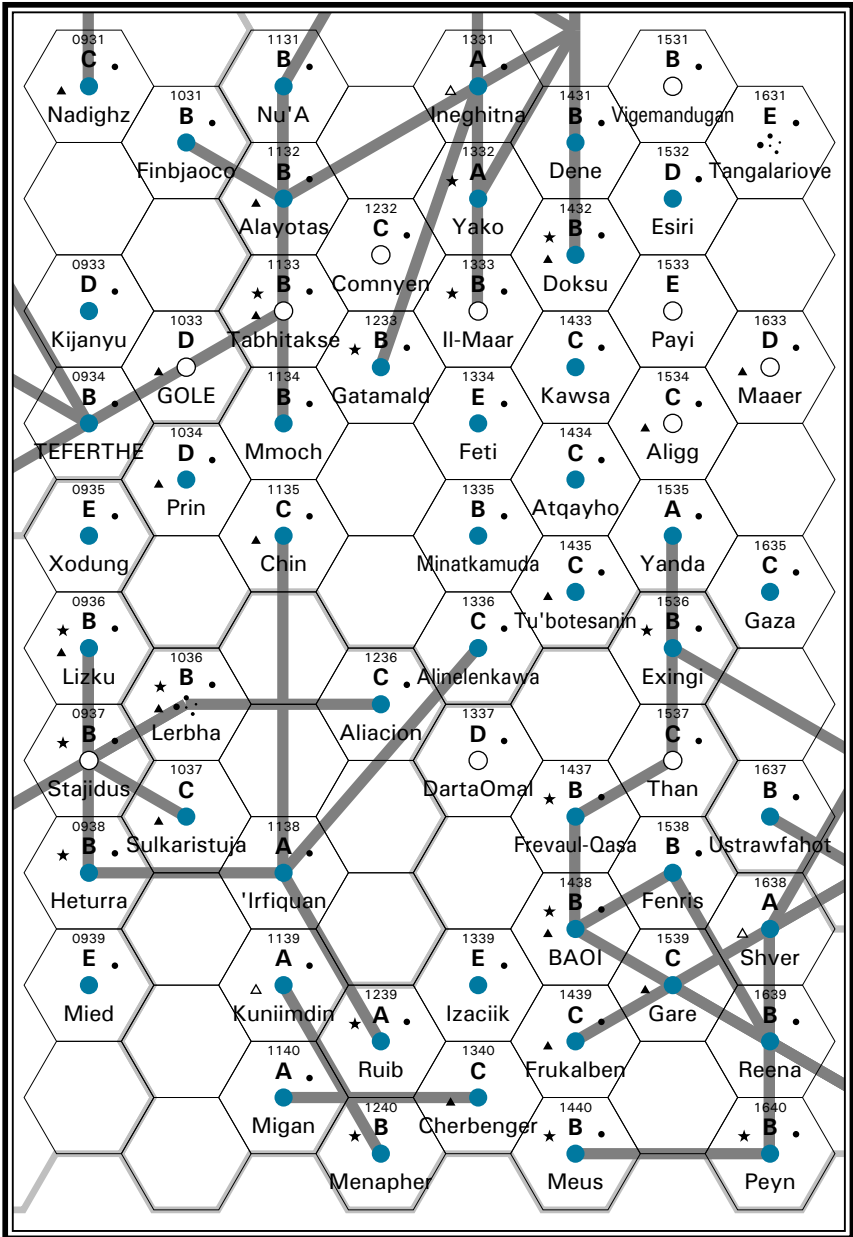 0931
C
Nadighz
1131
B
Nu'A
1331
A
Ineghitna
1531
B
Vigemandugan
1031
B
Finbjaoco
1431
B
Dene
1631
E
Tangalariove
1132
B
Alayotas
1332
A
Yako
1532
D
Esiri
1232
C
Comnyen
1432
B
Doksu
0933
D
Kijanyu
1133
B
Tabhitakse
1333
B
Il-Maar
1533
E
Payi
1033
D
GOLE
1233
B
Gatamald
1433
C
Kawsa
1633
D
Maaer
0934
B
TEFERTHE
1134
B
Mmoch
1334
E
Feti
1534
C
Aligg
1034
D
Prin
1434
C
Atqayho
0935
E
Xodung
1135
C
Chin
1335
B
Minatkamuda
1535
A
Yanda
1435
C
Tu'botesanin
1635
C
Gaza
0936
B
Lizku
1336
C
Alinelenkawa
1536
B
Exingi
1036
B
Lerbha
1236
C
Aliacion
0937
B
Stajidus
1337
D
DartaOmal
1537
C
Than
1037
C
Sulkaristuja
1437
B
Frevaul-Qasa
1637
B
Ustrawfahot
0938
B
Heturra
1138
A
'Irfiquan
1538
B
Fenris
1438
B
BAOI
1638
A
Shver
0939
E
Mied
1139
A
Kuniimdin
1339
E
Izaciik
1539
C
Gare
1239
A
Ruib
1439
C
Frukalben
1639
B
Reena
1140
A
Migan
1340
C
Cherbenger
1240
B
Menapher
1440
B
Meus
1640
B
Peyn